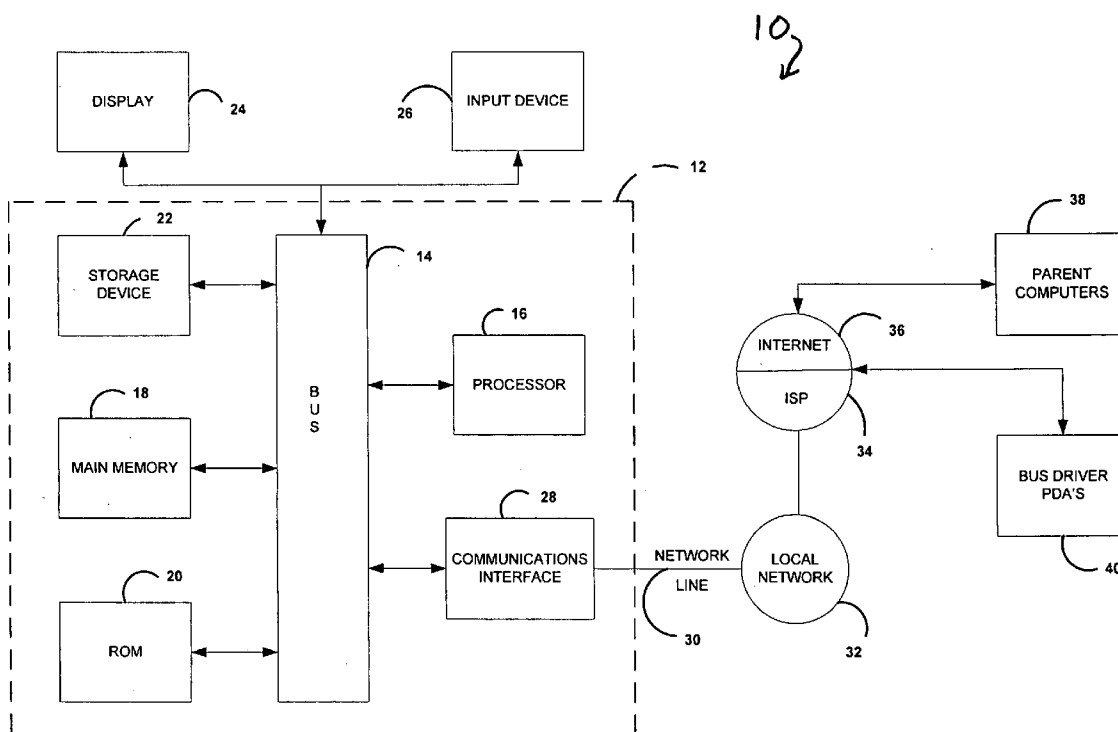 10
DISPLAY
24
26
INPUT DEVICE
12
22
STORAGE
DEVICE
14
38
PARENT
COMPUTERS
16
PROCESSOR
INTERNET
36
ISP
34
B
U
S
18
MAIN MEMORY
BUS DRIVER
PDA'S
40
28
COMMUNICATIONS
INTERFACE
NETWORK
LINE
30
LOCAL
NETWORK
32
20
ROM